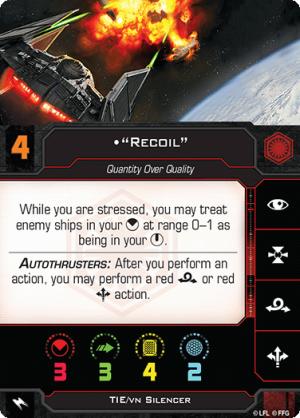 4
•"Recoil"
Quantity Over Quality
While you are stressed, you may treat
enemy ships in your at range 0–1 as
being in your .
Autothrusters: After you perform an
action, you may perform a red or red
action.
3 3 4 2
TIE/vn Silencer
©LFL ©FFG